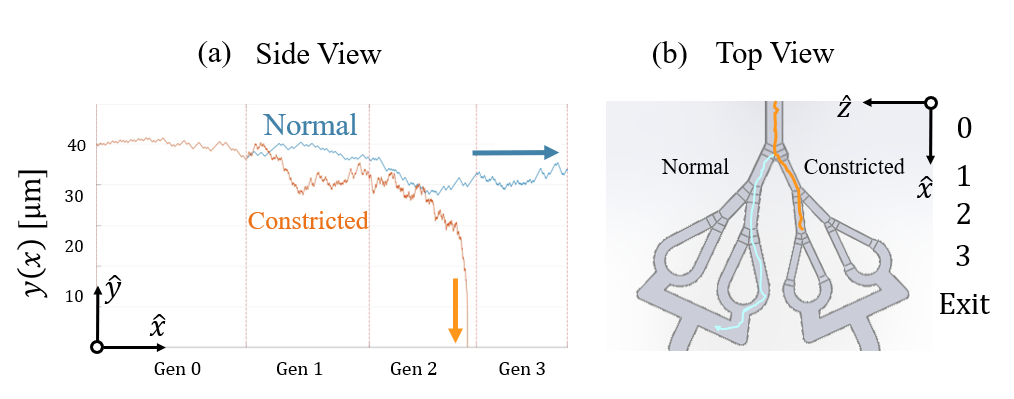 (a) Side View
(b) Top View
y(x) [μm]
40
30
20
10
Normal
Constricted
ŷ
x̂
Gen 0
Gen 1
Gen 2
Gen 3
ẑ
x̂
Normal
Constricted
0
1
2
3
Exit